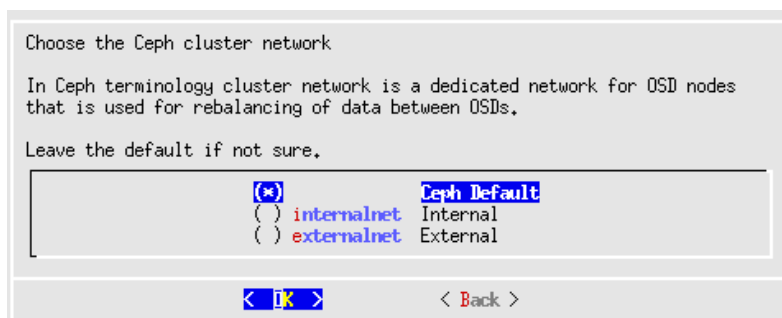 Choose the Ceph cluster network
In Ceph terminology cluster network is a dedicated network for OSD nodes
that is used for rebalancing of data between OSDs.
Leave the default if not sure.
(*) Ceph Default
( ) internalnet Internal
( ) externalnet External
< OK > < Back >